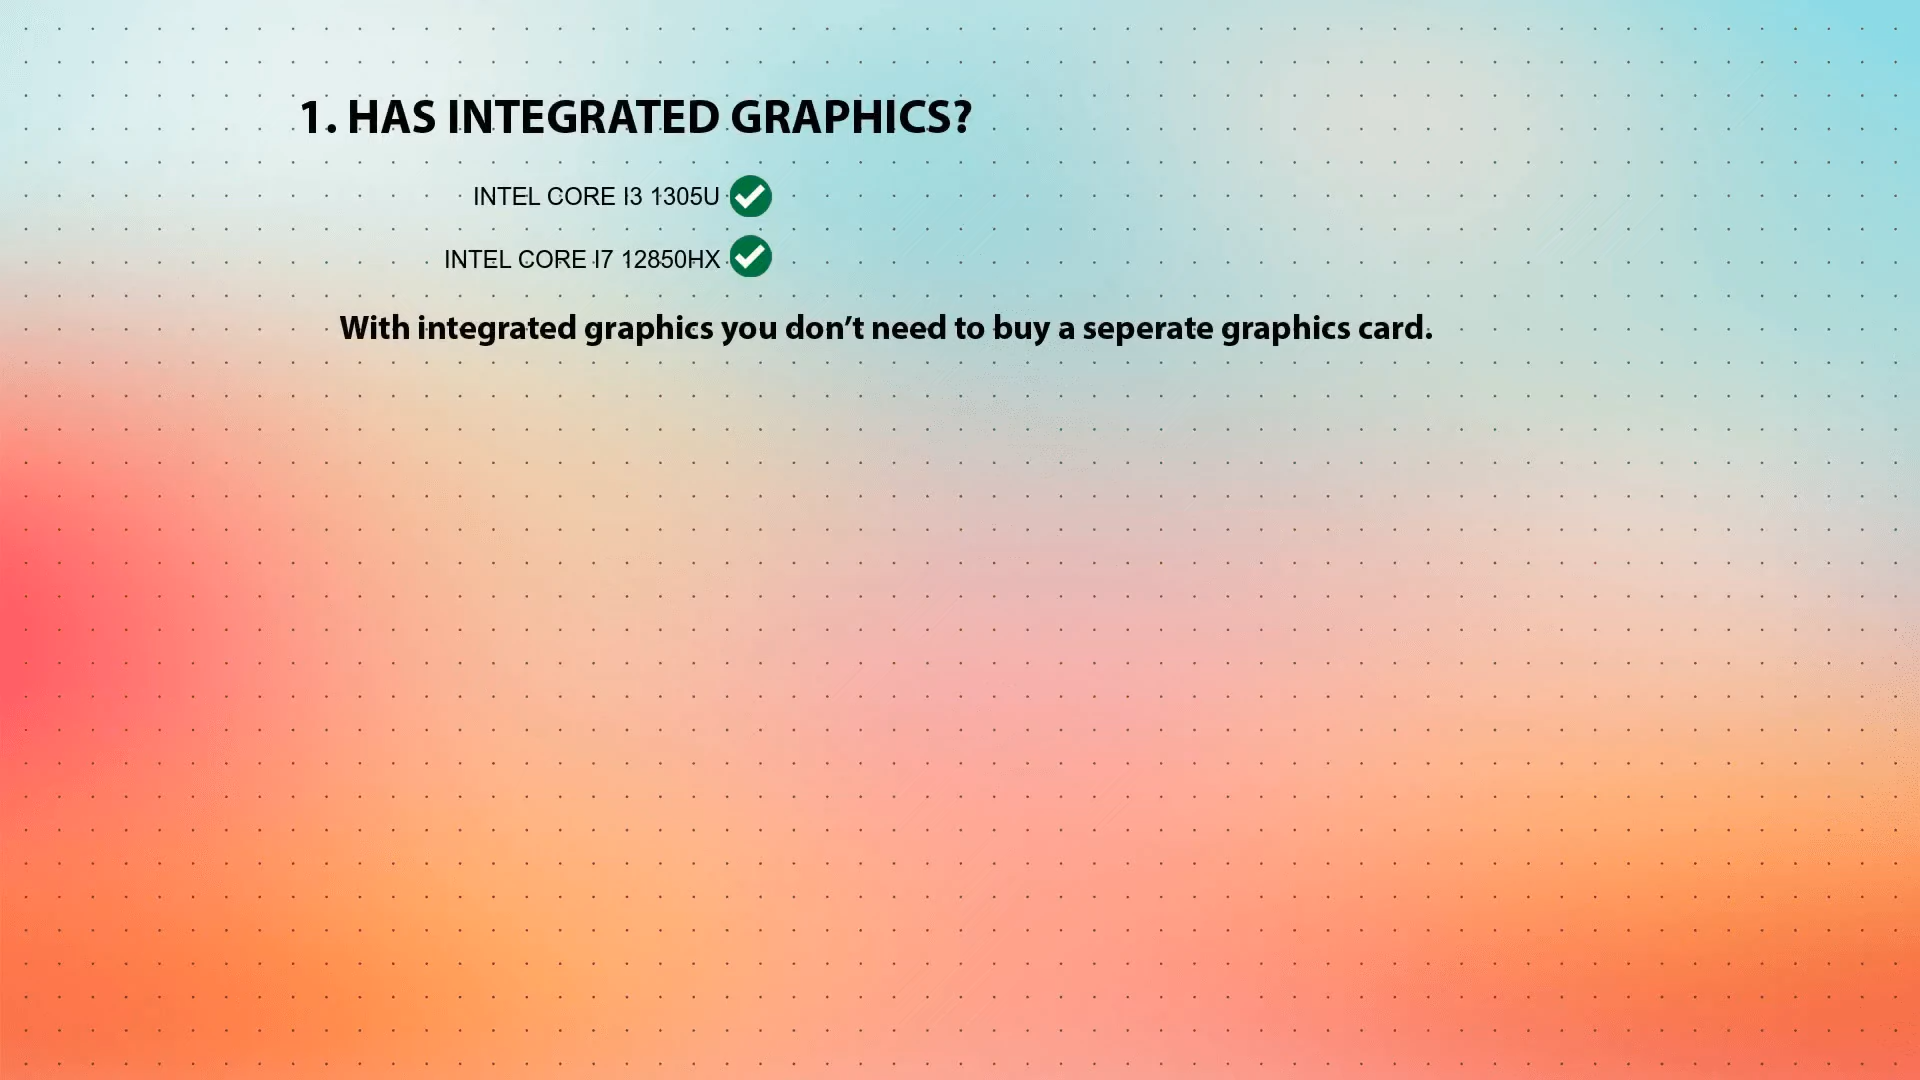 1. HAS INTEGRATED GRAPHICS?
INTEL CORE I3 1305U
INTEL CORE I7 12850HX
With integrated graphics you don’t need to buy a seperate graphics card.